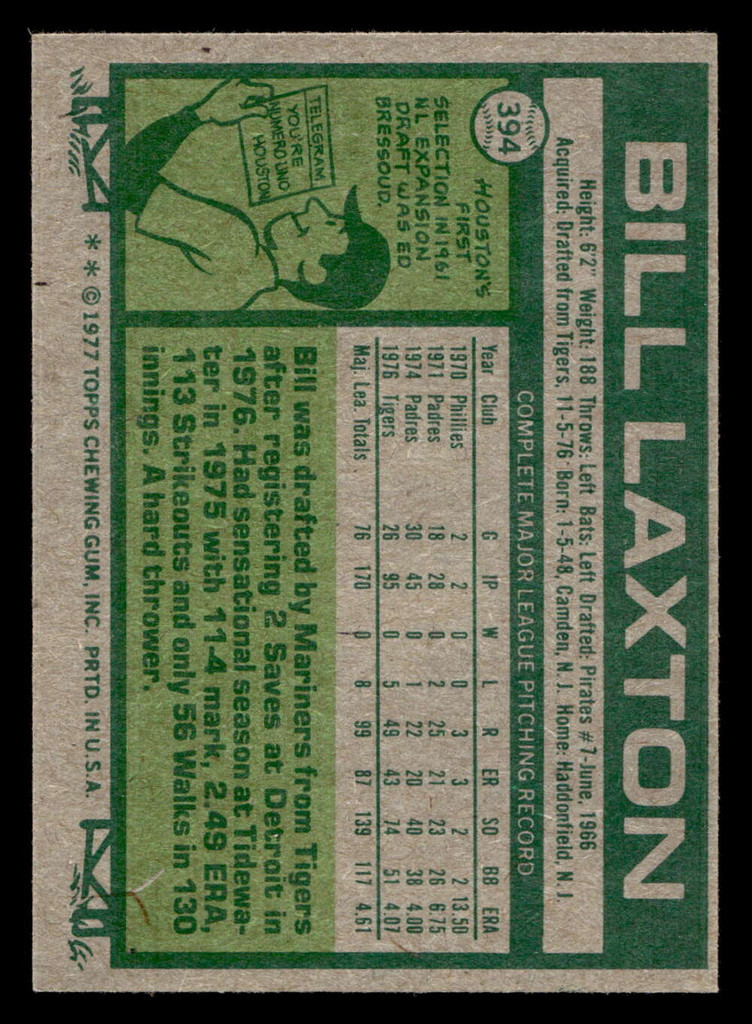 BILL LAXTON
394
Height: 6'2" Weight: 188 Throws: Left Bats: Left Drafted: Pirates #7-June, 1966
Acquired: Drafted from Tigers, 11-5-76 Born: 1-5-48, Camden, N. J. Home: Haddonfield, N. J
COMPLETE MAJOR LEAGUE PITCHING RECORD
Year Club G IP W L R ER SO BB ERA
1970 Phillies 2 2 0 0 3 3 2 2 13.50
1971 Padres 18 28 0 2 25 21 23 26 6.75
1974 Padres 30 45 0 1 22 20 40 38 4.00
1976 Tigers 26 95 0 5 49 43 74 51 4.07
Maj. Lea. Totals 76 170 0 8 99 87 139 117 4.61
HOUSTON'S
FIRST
SELECTION IN 1961
NL EXPANSION
DRAFT WAS ED
BRESSOUD.
TELEGRAM
YOU'RE
NUMERO UNO
HOUSTON
Bill was drafted by Mariners from Tigers
after registering 2 Saves at Detroit in
1976. Had sensational season at Tidewa-
ter in 1975 with 11-4 mark, 2.49 ERA,
113 Strikeouts and only 56 Walks in 130
innings. A hard thrower.
* * © 1977 TOPPS CHEWING GUM, INC. PRTD. IN U.S.A.